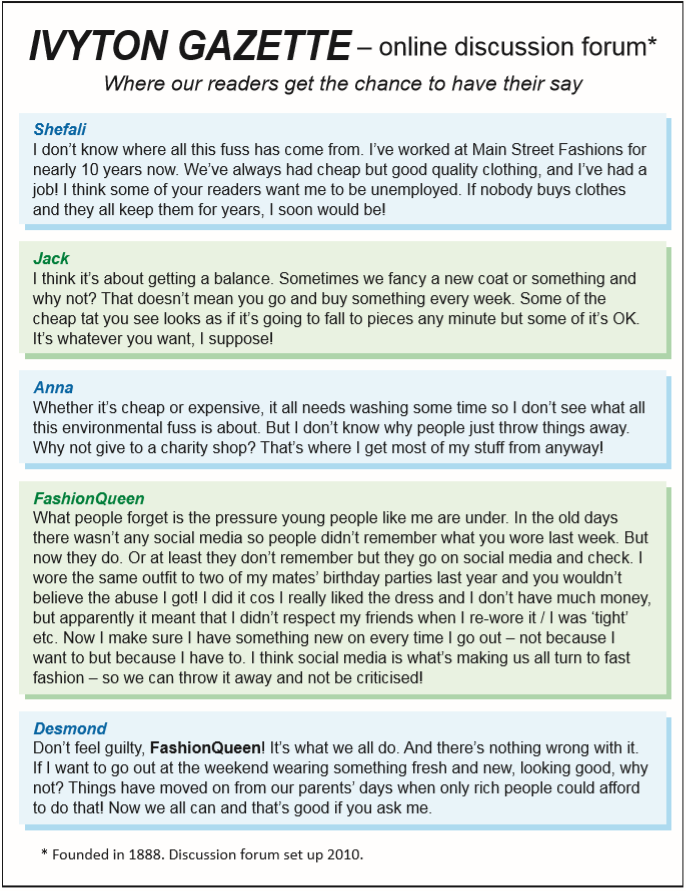 IVYTON GAZETTE – online discussion forum*
Where our readers get the chance to have their say
Shefali
I don’t know where all this fuss has come from. I’ve worked at Main Street Fashions for
nearly 10 years now. We’ve always had cheap but good quality clothing, and I’ve had a
job! I think some of your readers want me to be unemployed. If nobody buys clothes
and they all keep them for years, I soon would be!
Jack
I think it’s about getting a balance. Sometimes we fancy a new coat or something and
why not? That doesn’t mean you go and buy something every week. Some of the
cheap tat you see looks as if it’s going to fall to pieces any minute but some of it’s OK.
It’s whatever you want, I suppose!
Anna
Whether it’s cheap or expensive, it all needs washing some time so I don’t see what all
this environmental fuss is about. But I don’t know why people just throw things away.
Why not give to a charity shop? That’s where I get most of my stuff from anyway!
FashionQueen
What people forget is the pressure young people like me are under. In the old days
there wasn’t any social media so people didn’t remember what you wore last week. But
now they do. Or at least they don’t remember but they go on social media and check. I
wore the same outfit to two of my mates’ birthday parties last year and you wouldn’t
believe the abuse I got! I did it cos I really liked the dress and I don’t have much money,
but apparently it meant that I didn’t respect my friends when I re-wore it / I was ‘tight’
etc. Now I make sure I have something new on every time I go out – not because I
want to but because I have to. I think social media is what’s making us all turn to fast
fashion – so we can throw it away and not be criticised!
Desmond
Don’t feel guilty, FashionQueen! It’s what we all do. And there’s nothing wrong with it.
If I want to go out at the weekend wearing something fresh and new, looking good, why
not? Things have moved on from our parents’ days when only rich people could afford
to do that! Now we all can and that’s good if you ask me.
* Founded in 1888. Discussion forum set up 2010.